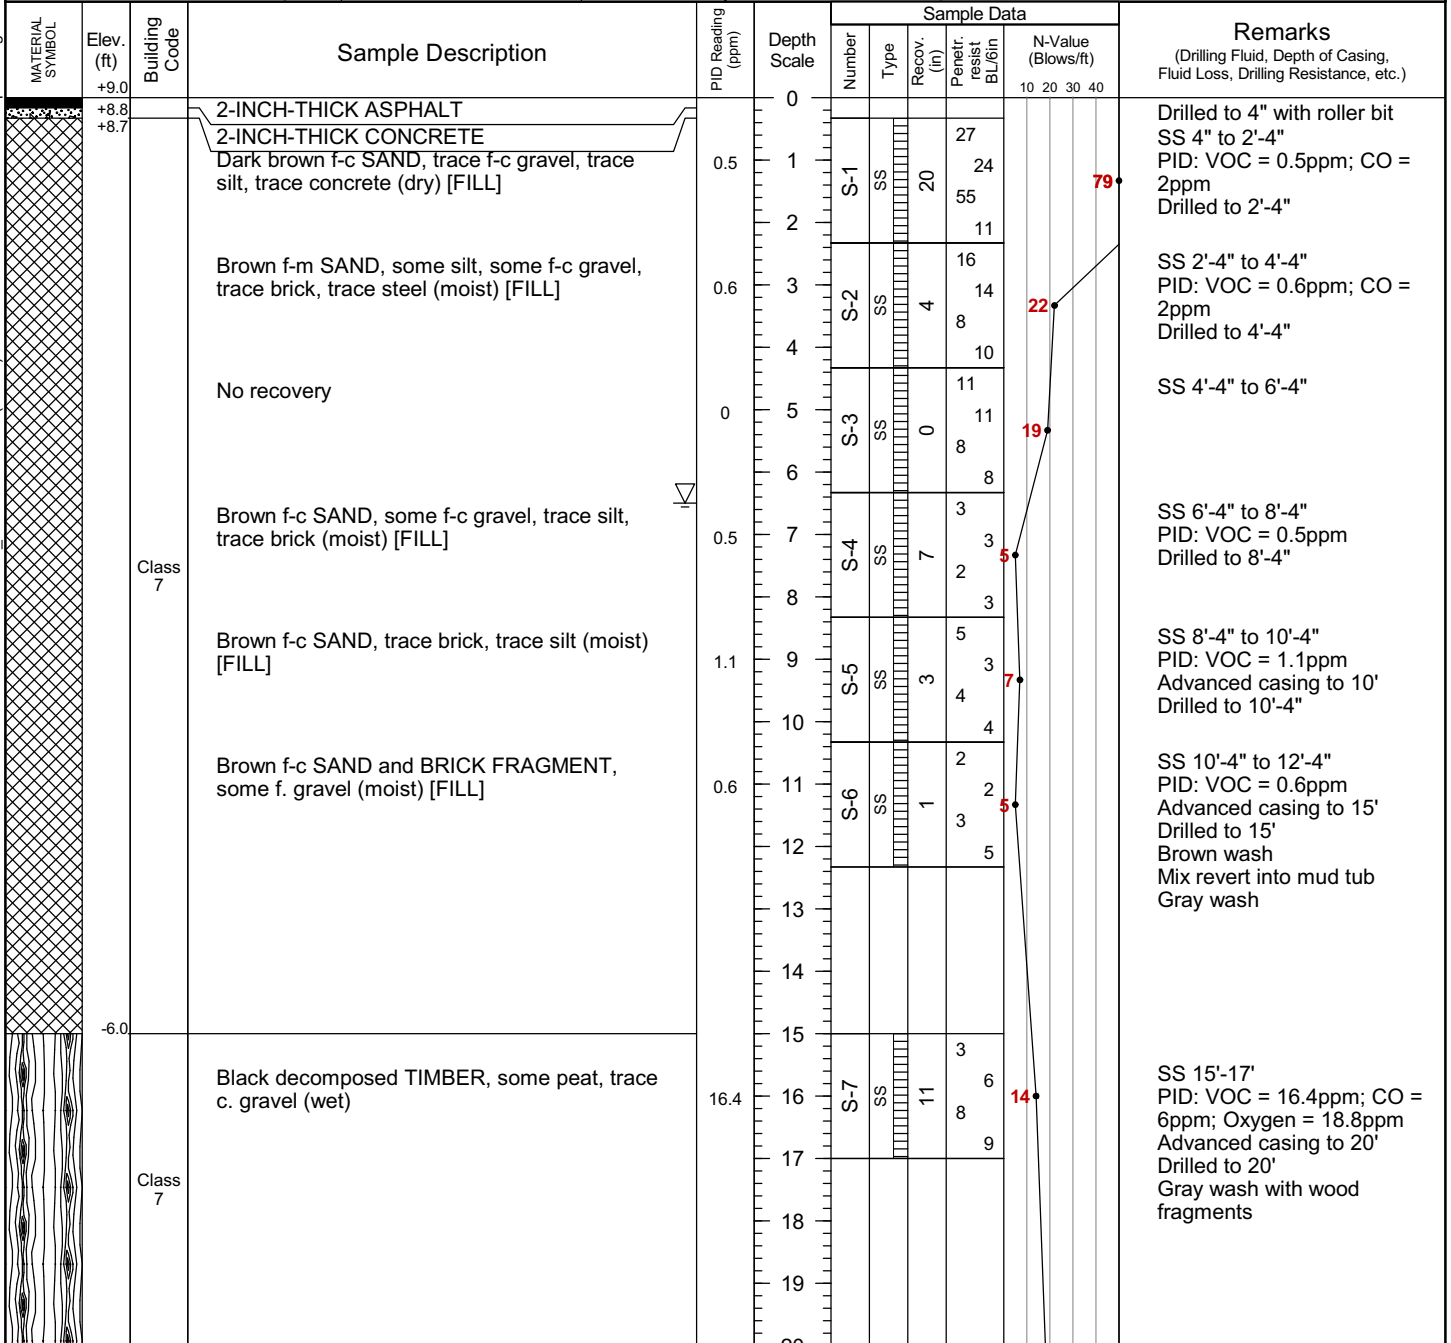 MATERIAL SYMBOL
Elev. (ft)
+9.0
Building Code
Sample Description
PID Reading (ppm)
Depth Scale
Sample Data
Number
Type
Recov. (in)
Penetr. resist BL/6in
N-Value (Blows/ft)
10 20 30 40
Remarks
(Drilling Fluid, Depth of Casing,
Fluid Loss, Drilling Resistance, etc.)
+8.8
+8.7
2-INCH-THICK ASPHALT
2-INCH-THICK CONCRETE
Dark brown f-c SAND, trace f-c gravel, trace
silt, trace concrete (dry) [FILL]
0.5
0
1
2
S-1
SS
20
27
24
55
11
79
Drilled to 4" with roller bit
SS 4" to 2'-4"
PID: VOC = 0.5ppm; CO =
2ppm
Drilled to 2'-4"
Brown f-m SAND, some silt, some f-c gravel,
trace brick, trace steel (moist) [FILL]
0.6
3
4
S-2
SS
4
16
14
8
10
22
SS 2'-4" to 4'-4"
PID: VOC = 0.6ppm; CO =
2ppm
Drilled to 4'-4"
No recovery
0
5
6
S-3
SS
0
11
11
8
8
19
SS 4'-4" to 6'-4"
Brown f-c SAND, some f-c gravel, trace silt,
trace brick (moist) [FILL]
Class
7
0.5
7
8
S-4
SS
7
3
3
2
3
5
SS 6'-4" to 8'-4"
PID: VOC = 0.5ppm
Drilled to 8'-4"
Brown f-c SAND, trace brick, trace silt (moist)
[FILL]
1.1
9
10
S-5
SS
3
5
3
4
4
7
SS 8'-4" to 10'-4"
PID: VOC = 1.1ppm
Advanced casing to 10'
Drilled to 10'-4"
Brown f-c SAND and BRICK FRAGMENT,
some f. gravel (moist) [FILL]
0.6
11
12
13
14
S-6
SS
1
2
2
3
5
5
SS 10'-4" to 12'-4"
PID: VOC = 0.6ppm
Advanced casing to 15'
Drilled to 15'
Brown wash
Mix revert into mud tub
Gray wash
-6.0
Black decomposed TIMBER, some peat, trace
c. gravel (wet)
Class
7
16.4
15
16
17
18
19
S-7
SS
11
3
6
8
9
14
SS 15'-17'
PID: VOC = 16.4ppm; CO =
6ppm; Oxygen = 18.8ppm
Advanced casing to 20'
Drilled to 20'
Gray wash with wood
fragments